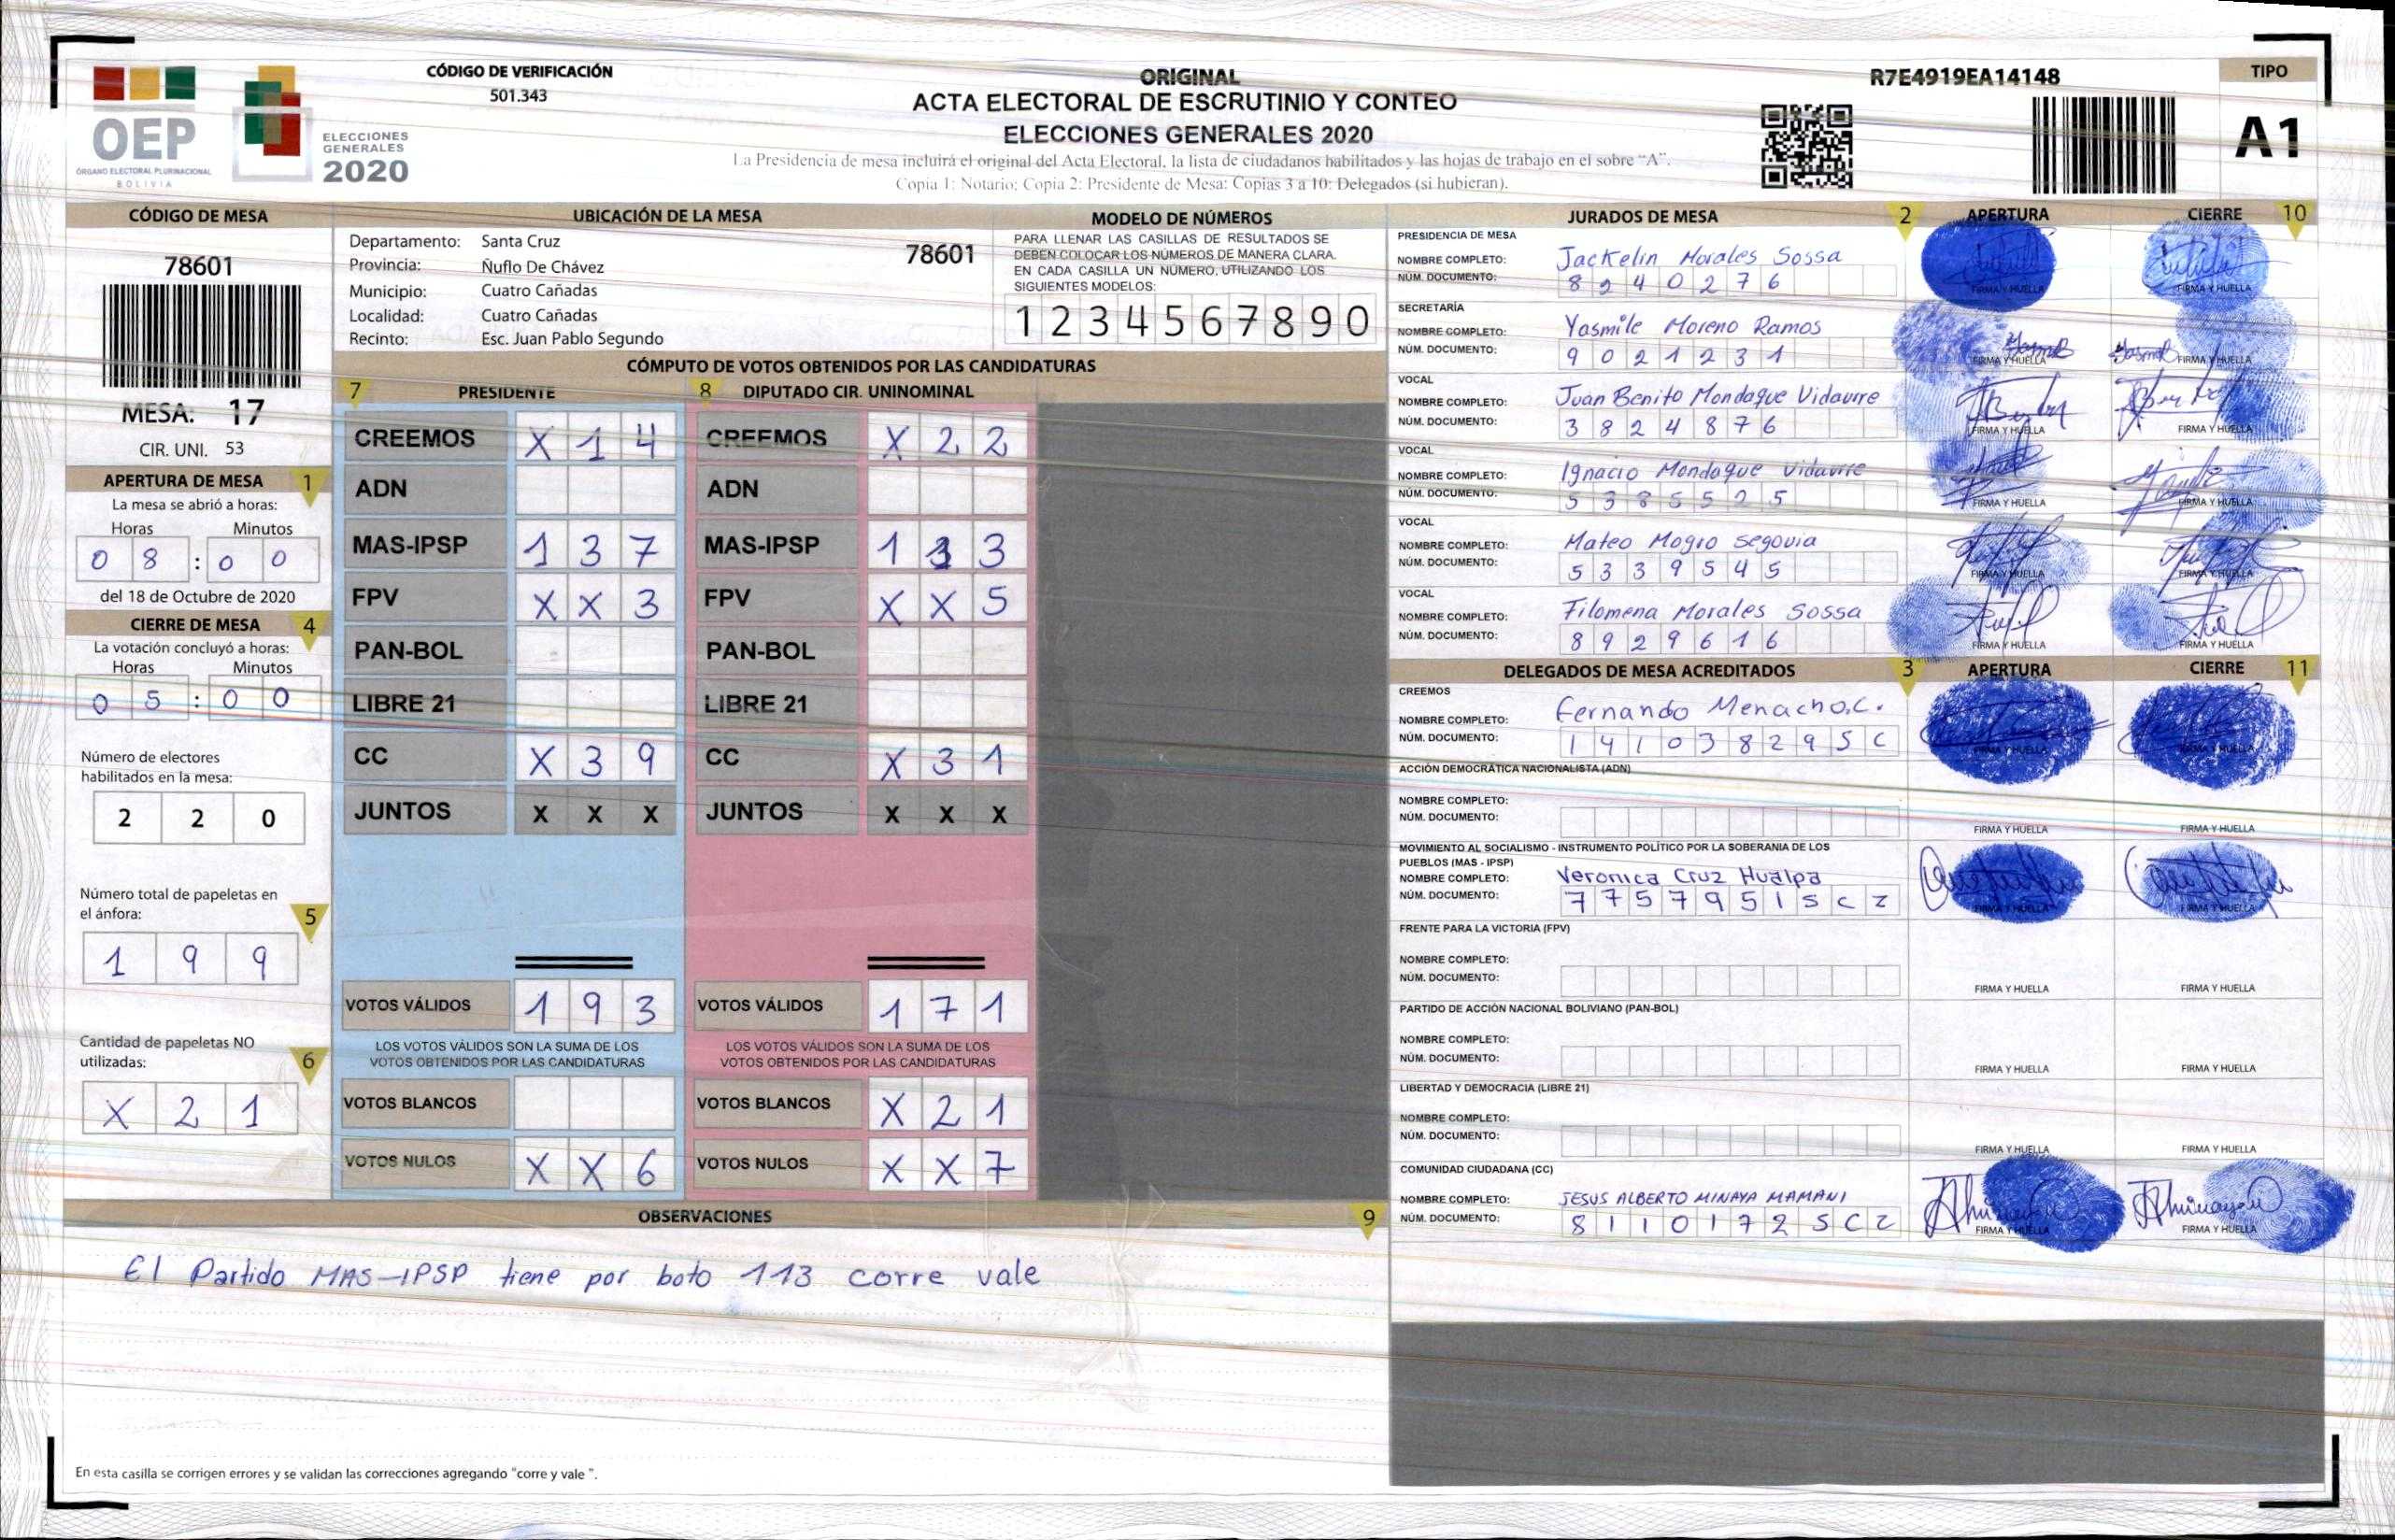 CÓDIGO DE VERIFICACIÓN
501.343
OEP
ÓRGANO ELECTORAL PLURINACIONAL
BOLIVIA
ELECCIONES
GENERALES
2020
ORIGINAL
ACTA ELECTORAL DE ESCRUTINIO Y CONTEO
ELECCIONES GENERALES 2020
La Presidencia de mesa incluirá el original del Acta Electoral, la lista de ciudadanos habilitados y las hojas de trabajo en el sobre "A".
Copia 1: Notario; Copia 2: Presidente de Mesa; Copias 3 a 10: Delegados (si hubieran).
R7E4919EA14148
TIPO
A1
CÓDIGO DE MESA
78601
MESA: 17
CIR. UNI. 53
APERTURA DE MESA 1
La mesa se abrió a horas:
Horas Minutos
0 8 : 0 0
del 18 de Octubre de 2020
CIERRE DE MESA 4
La votación concluyó a horas:
Horas Minutos
0 5 : 0 0
Número de electores
habilitados en la mesa:
2 2 0
Número total de papeletas en
el ánfora: 5
1 9 9
Cantidad de papeletas NO
utilizadas: 6
X 2 1
UBICACIÓN DE LA MESA
Departamento: Santa Cruz 78601
Provincia: Ñuflo De Chávez
Municipio: Cuatro Cañadas
Localidad: Cuatro Cañadas
Recinto: Esc. Juan Pablo Segundo
MODELO DE NÚMEROS
PARA LLENAR LAS CASILLAS DE RESULTADOS SE
DEBEN COLOCAR LOS NÚMEROS DE MANERA CLARA.
EN CADA CASILLA UN NÚMERO, UTILIZANDO LOS
SIGUIENTES MODELOS:
1 2 3 4 5 6 7 8 9 0
CÓMPUTO DE VOTOS OBTENIDOS POR LAS CANDIDATURAS
7 PRESIDENTE
CREEMOS X 1 4
ADN
MAS-IPSP 1 3 7
FPV X X 3
PAN-BOL
LIBRE 21
CC X 3 9
JUNTOS X X X
VOTOS VÁLIDOS 1 9 3
LOS VOTOS VÁLIDOS SON LA SUMA DE LOS
VOTOS OBTENIDOS POR LAS CANDIDATURAS
VOTOS BLANCOS
VOTOS NULOS X X 6
8 DIPUTADO CIR. UNINOMINAL
CREEMOS X 2 2
ADN
MAS-IPSP 1 1 3
FPV X X 5
PAN-BOL
LIBRE 21
CC X 3 1
JUNTOS X X X
VOTOS VÁLIDOS 1 7 1
LOS VOTOS VÁLIDOS SON LA SUMA DE LOS
VOTOS OBTENIDOS POR LAS CANDIDATURAS
VOTOS BLANCOS X 2 1
VOTOS NULOS X X 7
OBSERVACIONES 9
El Partido MAS-IPSP tiene por boto 113 corre vale
En esta casilla se corrigen errores y se validan las correcciones agregando "corre y vale ".
JURADOS DE MESA 2 APERTURA CIERRE 10
PRESIDENCIA DE MESA
NOMBRE COMPLETO: Jackelin Morales Sossa
NÚM. DOCUMENTO: 8 9 4 0 2 7 6
FIRMA Y HUELLA FIRMA Y HUELLA
SECRETARÍA
NOMBRE COMPLETO: Yasmile Moreno Ramos
NÚM. DOCUMENTO: 9 0 2 1 2 3 1
FIRMA Y HUELLA FIRMA Y HUELLA
VOCAL
NOMBRE COMPLETO: Juan Benito Mondaque Vidaurre
NÚM. DOCUMENTO: 3 8 2 4 8 7 6
FIRMA Y HUELLA FIRMA Y HUELLA
VOCAL
NOMBRE COMPLETO: Ignacio Mondaque Vidaurre
NÚM. DOCUMENTO: 5 3 8 5 5 2 5
FIRMA Y HUELLA FIRMA Y HUELLA
VOCAL
NOMBRE COMPLETO: Mateo Mogro Segovia
NÚM. DOCUMENTO: 5 3 3 9 5 4 5
FIRMA Y HUELLA FIRMA Y HUELLA
VOCAL
NOMBRE COMPLETO: Filomena Morales Sossa
NÚM. DOCUMENTO: 8 9 2 9 6 1 6
FIRMA Y HUELLA FIRMA Y HUELLA
DELEGADOS DE MESA ACREDITADOS 3 APERTURA CIERRE 11
CREEMOS
NOMBRE COMPLETO: Fernando Menacho.C.
NÚM. DOCUMENTO: 1 4 1 0 3 8 2 9 S C
FIRMA Y HUELLA FIRMA Y HUELLA
ACCIÓN DEMOCRÁTICA NACIONALISTA (ADN)
NOMBRE COMPLETO:
NÚM. DOCUMENTO:
FIRMA Y HUELLA FIRMA Y HUELLA
MOVIMIENTO AL SOCIALISMO - INSTRUMENTO POLÍTICO POR LA SOBERANIA DE LOS
PUEBLOS (MAS - IPSP)
NOMBRE COMPLETO: Veronica Cruz Hualpa
NÚM. DOCUMENTO: 7 7 5 7 9 5 1 S C Z
FIRMA Y HUELLA FIRMA Y HUELLA
FRENTE PARA LA VICTORIA (FPV)
NOMBRE COMPLETO:
NÚM. DOCUMENTO:
FIRMA Y HUELLA FIRMA Y HUELLA
PARTIDO DE ACCIÓN NACIONAL BOLIVIANO (PAN-BOL)
NOMBRE COMPLETO:
NÚM. DOCUMENTO:
FIRMA Y HUELLA FIRMA Y HUELLA
LIBERTAD Y DEMOCRACIA (LIBRE 21)
NOMBRE COMPLETO:
NÚM. DOCUMENTO:
FIRMA Y HUELLA FIRMA Y HUELLA
COMUNIDAD CIUDADANA (CC)
NOMBRE COMPLETO: JESUS ALBERTO MINAYA MAMANI
NÚM. DOCUMENTO: 8 1 1 0 1 7 2 S C Z
FIRMA Y HUELLA FIRMA Y HUELLA